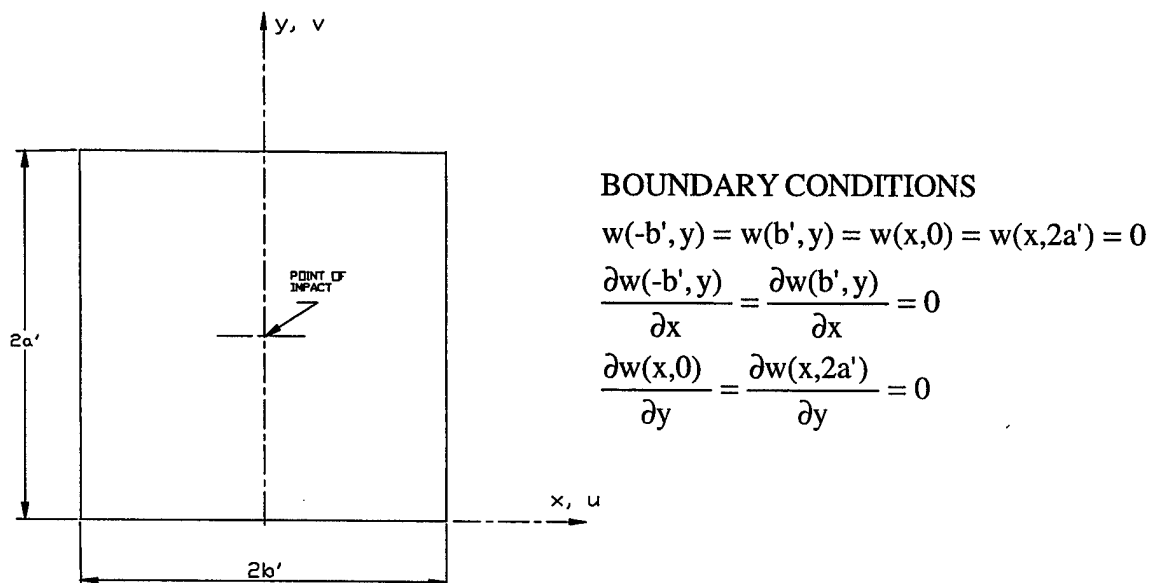 y, v
BOUNDARY CONDITIONS
w(-b', y) = w(b', y) = w(x,0) = w(x,2a') = 0
∂w(-b', y)/∂x = ∂w(b', y)/∂x = 0
∂w(x,0)/∂y = ∂w(x,2a')/∂y = 0
POINT OF
IMPACT
2a'
x, u
2b'